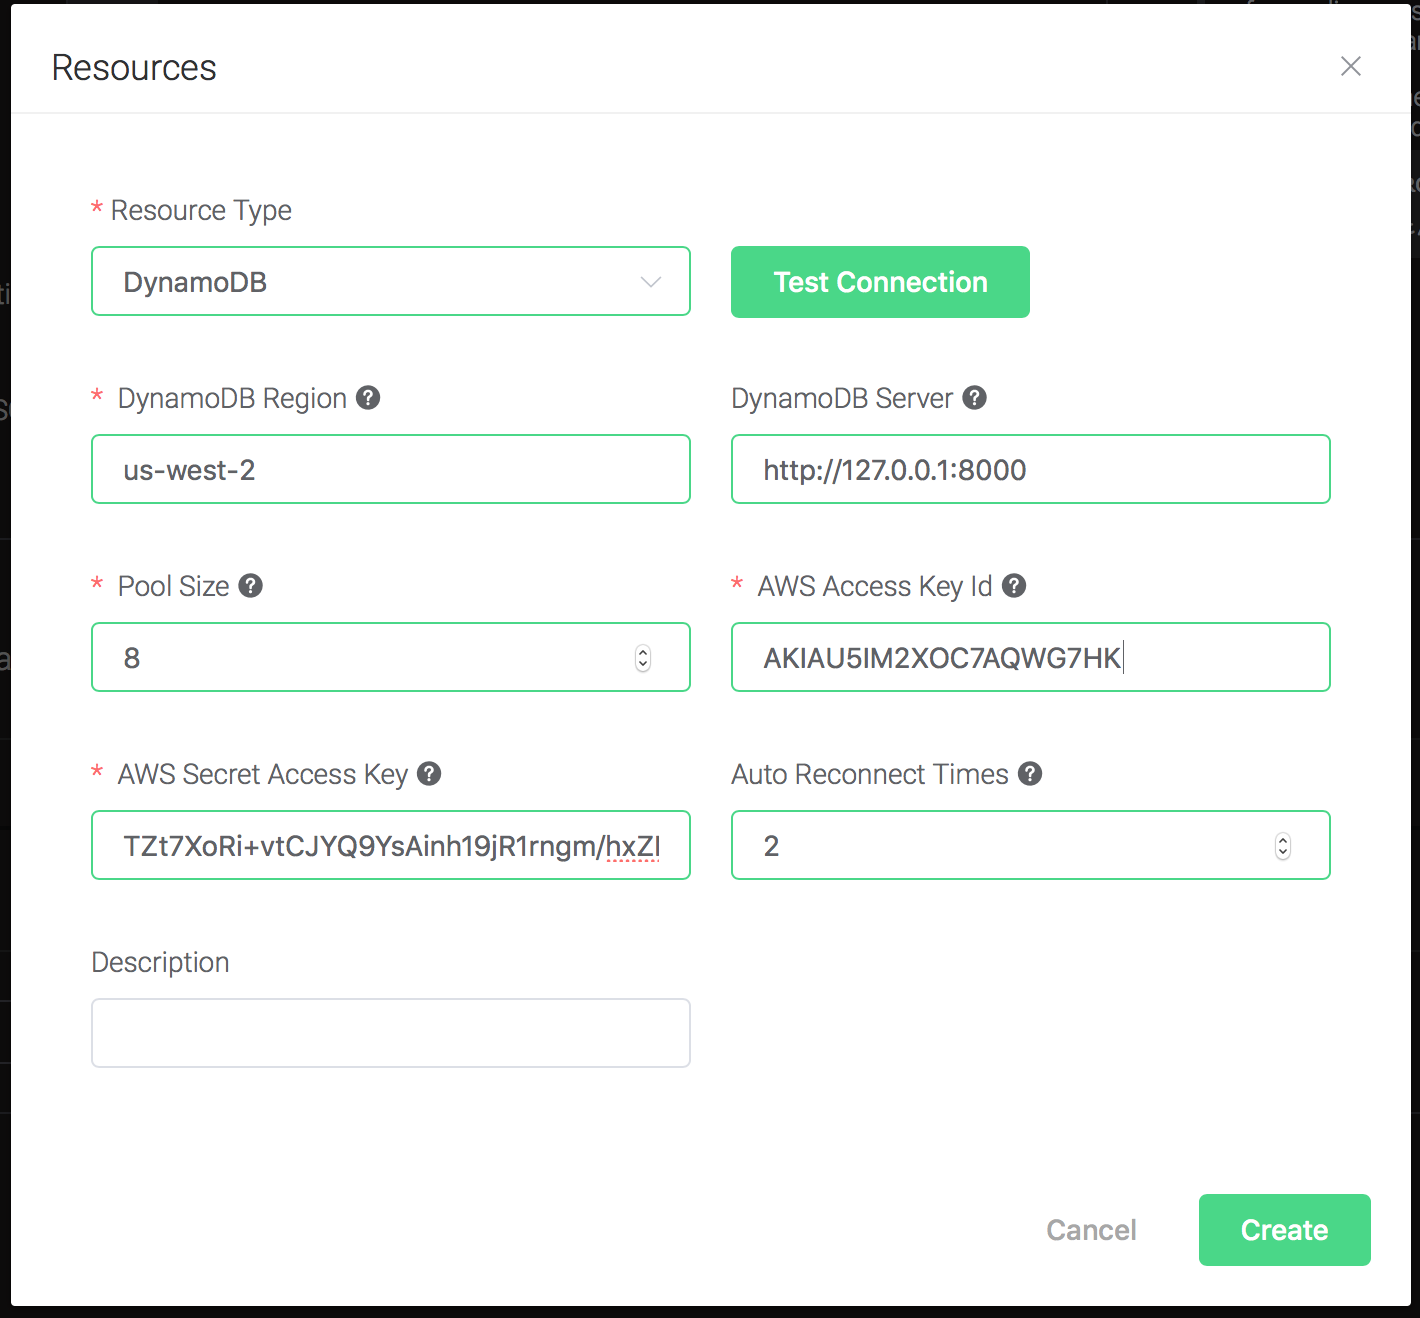 Resources
* Resource Type
DynamoDB
Test Connection
* DynamoDB Region ?
DynamoDB Server ?
us-west-2
http://127.0.0.1:8000
* Pool Size ?
* AWS Access Key Id ?
8
AKIAU5IM2XOC7AQWG7HK
* AWS Secret Access Key ?
Auto Reconnect Times ?
TZt7XoRi+vtCJYQ9YsAinh19jR1rngm/hxZI
2
Description
Cancel
Create